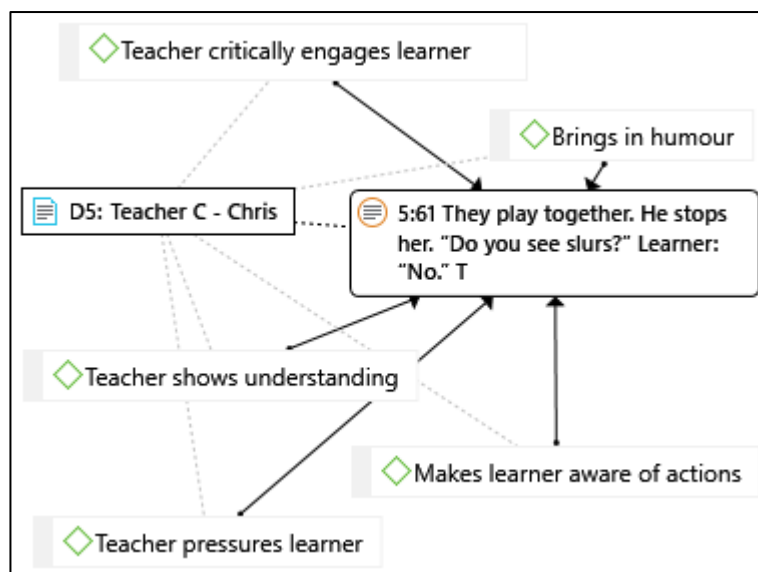 Teacher critically engages learner
Brings in humour
D5: Teacher C - Chris
5:61 They play together. He stops
her. “Do you see slurs?” Learner:
“No.” T
Teacher shows understanding
Makes learner aware of actions
Teacher pressures learner